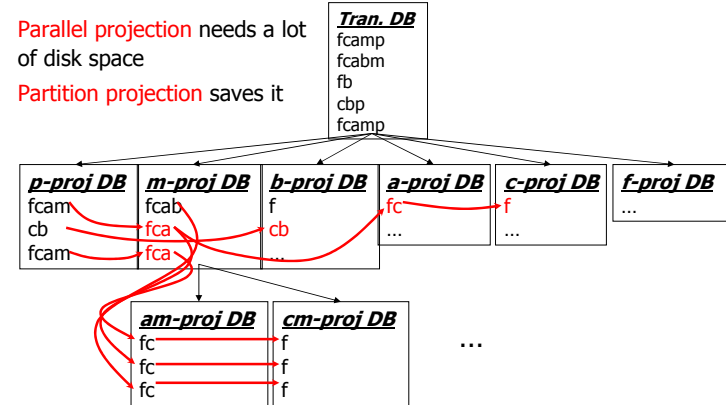 Parallel projection needs a lot
of disk space
Partition projection saves it
Tran. DB
fcamp
fcabm
fb
cbp
fcamp
p-proj DB
fcam
cb
fcam
m-proj DB
fcab
fca
fca
b-proj DB
f
cb
...
a-proj DB
fc
...
c-proj DB
f
...
f-proj DB
...
am-proj DB
fc
fc
fc
cm-proj DB
f
f
f
...